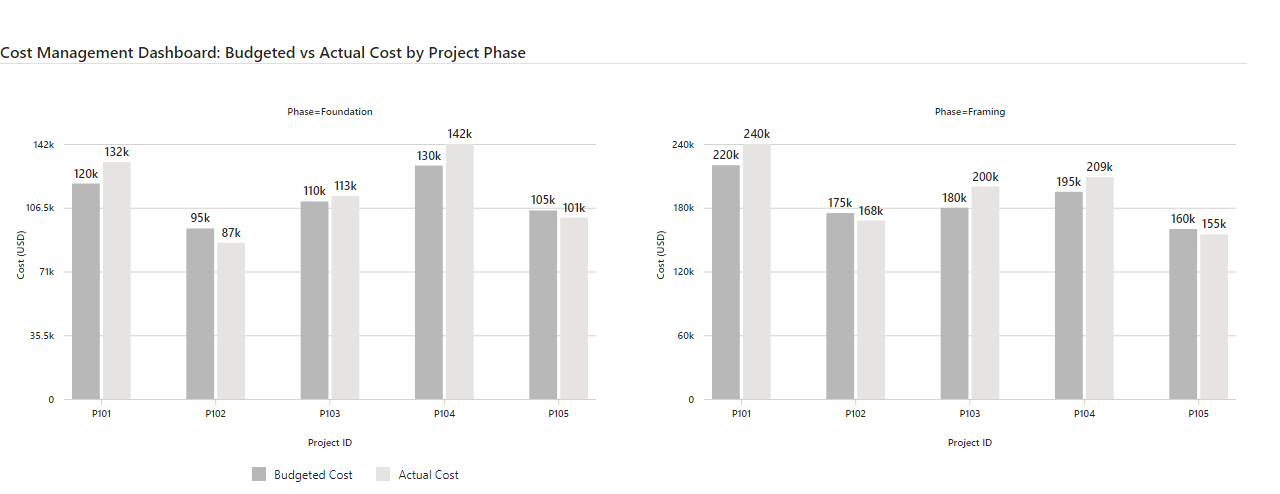 Cost Management Dashboard: Budgeted vs Actual Cost by Project Phase
Phase=Foundation
142k
106.5k
71k
35.5k
0
Cost (USD)
120k
132k
95k
87k
110k
113k
130k
142k
105k
101k
P101
P102
P103
P104
P105
Project ID
Phase=Framing
240k
180k
120k
60k
0
Cost (USD)
220k
240k
175k
168k
180k
200k
195k
209k
160k
155k
P101
P102
P103
P104
P105
Project ID
Budgeted Cost
Actual Cost